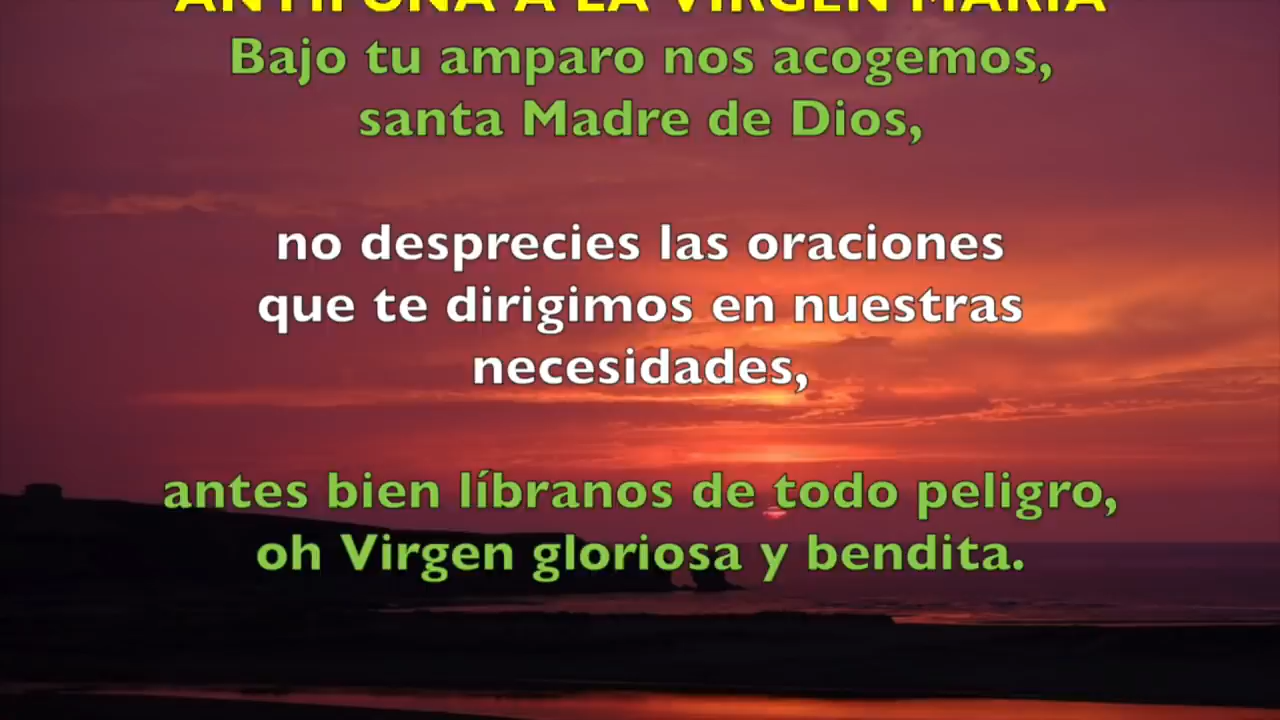 ANTÍFONA A LA VIRGEN MARÍA
Bajo tu amparo nos acogemos,
santa Madre de Dios,
no desprecies las oraciones
que te dirigimos en nuestras
necesidades,
antes bien líbranos de todo peligro,
oh Virgen gloriosa y bendita.